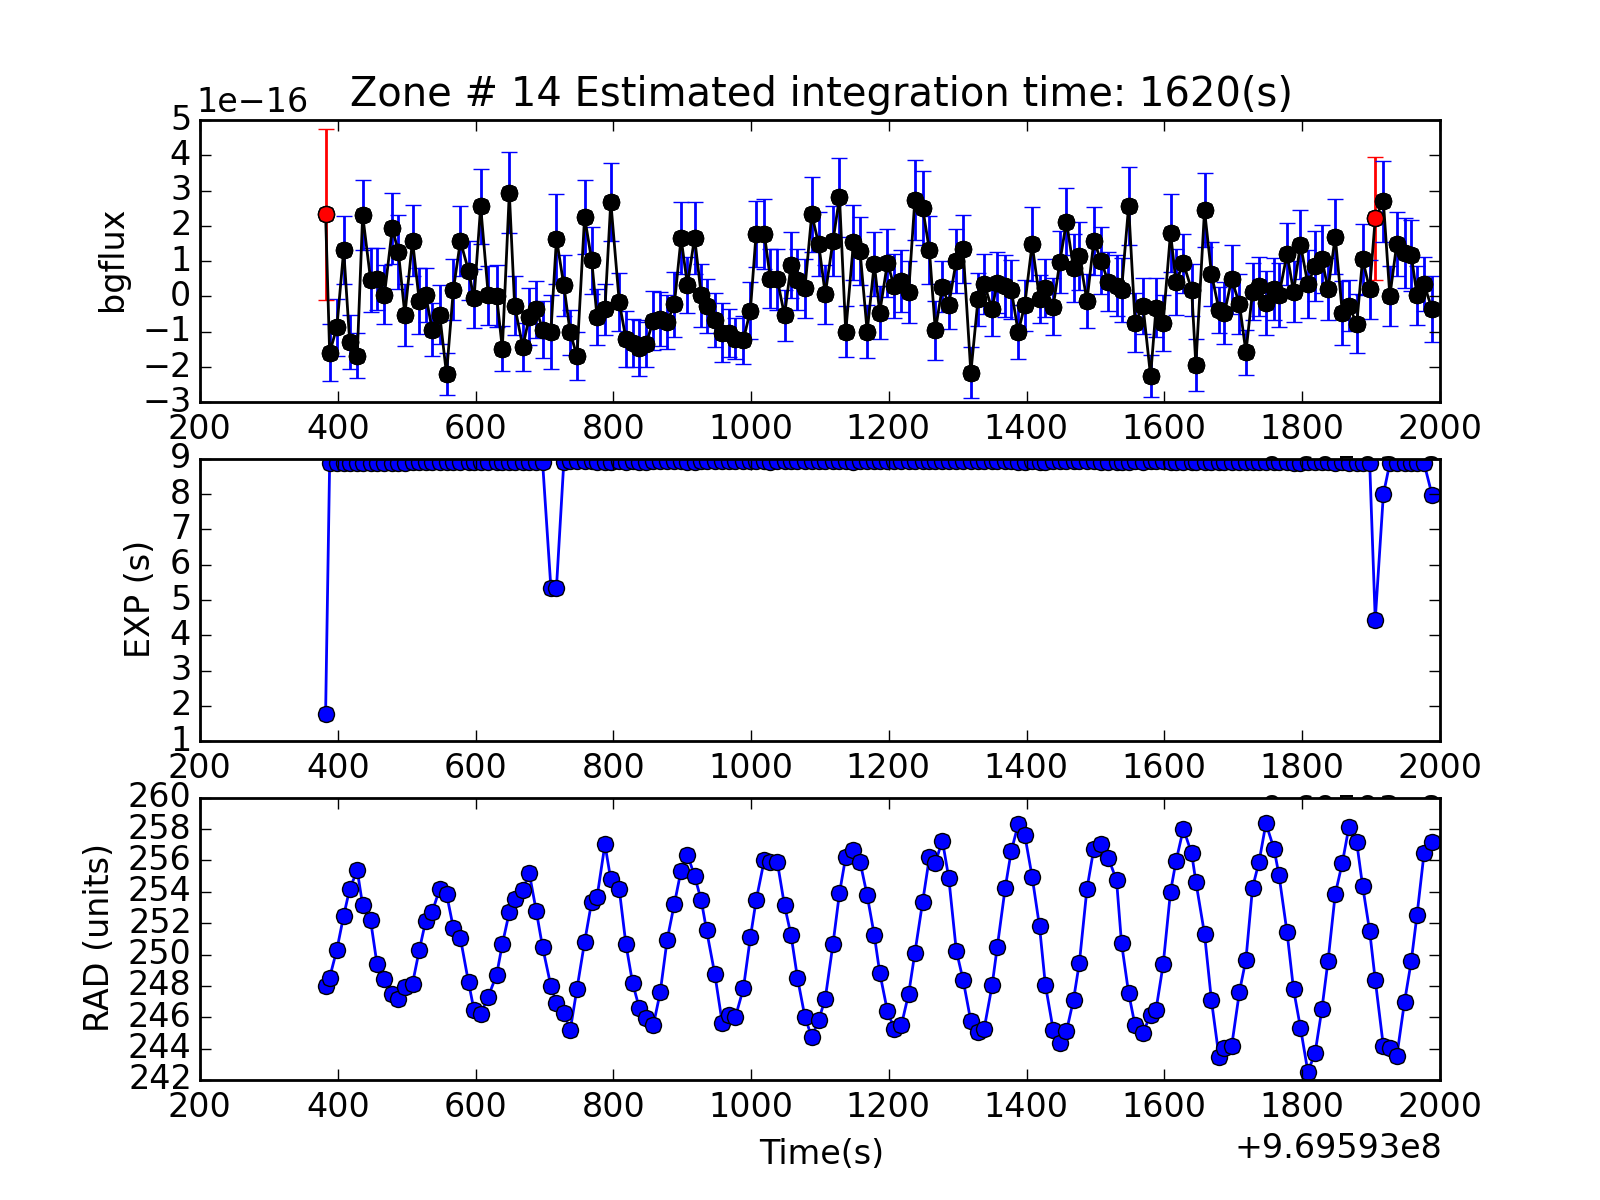 Zone # 14 Estimated integration time: 1620(s)
1e−16
5
4
3
2
1
0
−1
−2
−3
bgflux
200 400 600 800 1000 1200 1400 1600 1800 2000
9
8
7
6
5
4
3
2
1
EXP (s)
200 400 600 800 1000 1200 1400 1600 1800 2000
260
258
256
254
252
250
248
246
244
242
RAD (units)
200 400 600 800 1000 1200 1400 1600 1800 2000
Time(s)
+9.69593e8